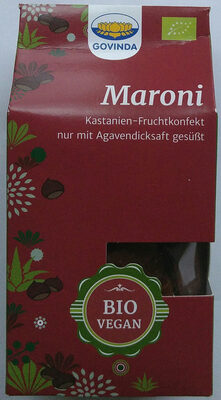 GOVINDA
Maroni
Kastanien-Fruchtkonfekt
nur mit Agavendicksaft gesüßt
BIO
VEGAN